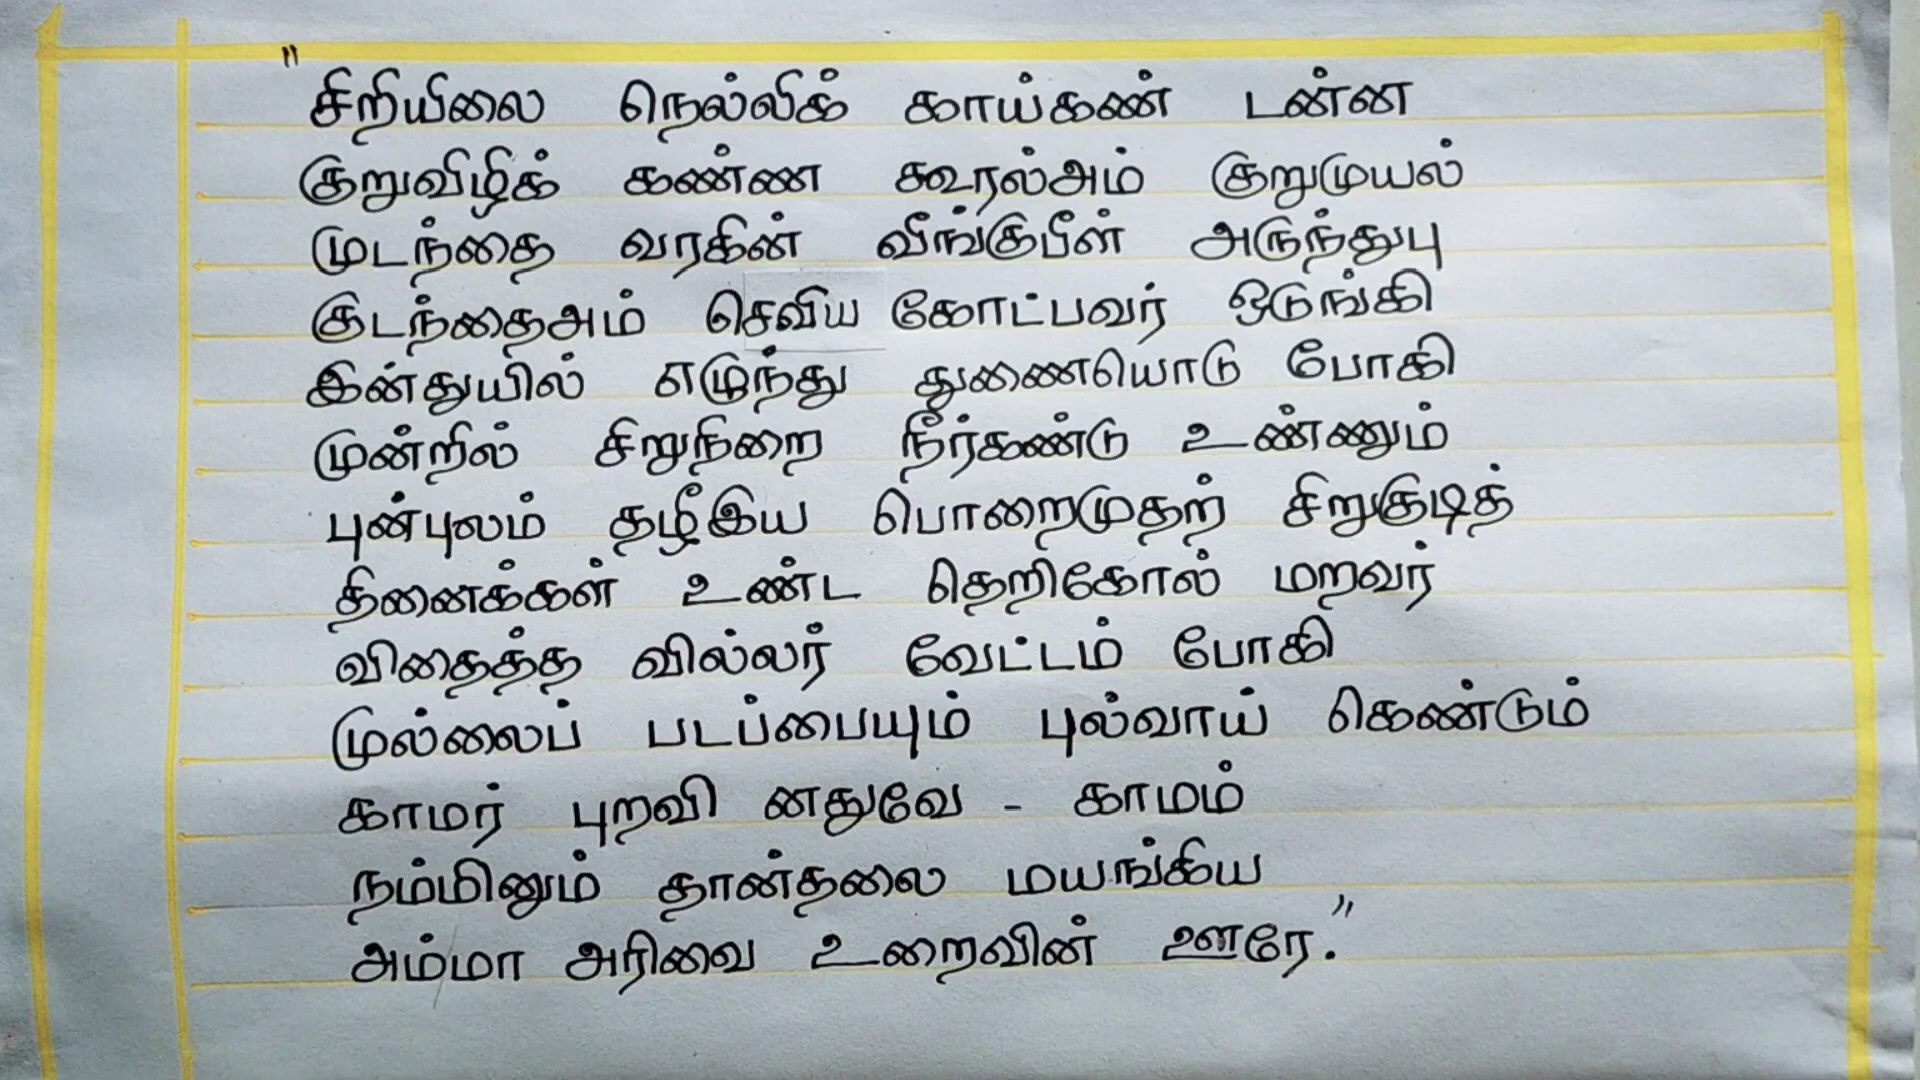 "சிறியிலை நெல்லிக் காய்கண் டன்ன
குறுவிழிக் கண்ண கூரல்அம் குறுமுயல்
முடந்தை வரகின் வீங்குபீள் அருந்துபு
குடந்தைஅம் செவிய கோட்பவர் ஒடுங்கி
இன்துயில் எழுந்து துணையொடு போகி
முன்றில் சிறுநிறை நீர்கண்டு உண்ணும்
புன்புலம் தழீஇய பொறைமுதற் சிறுகுடித்
தினைக்கள் உண்ட தெறிகோல் மறவர்
விதைத்த வில்லர் வேட்டம் போகி
முல்லைப் படப்பையும் புல்வாய் கெண்டும்
காமர் புறவி னதுவே - காமம்
நம்மினும் தான்தலை மயங்கிய
அம்மா அரிவை உறைவின் ஊரே."